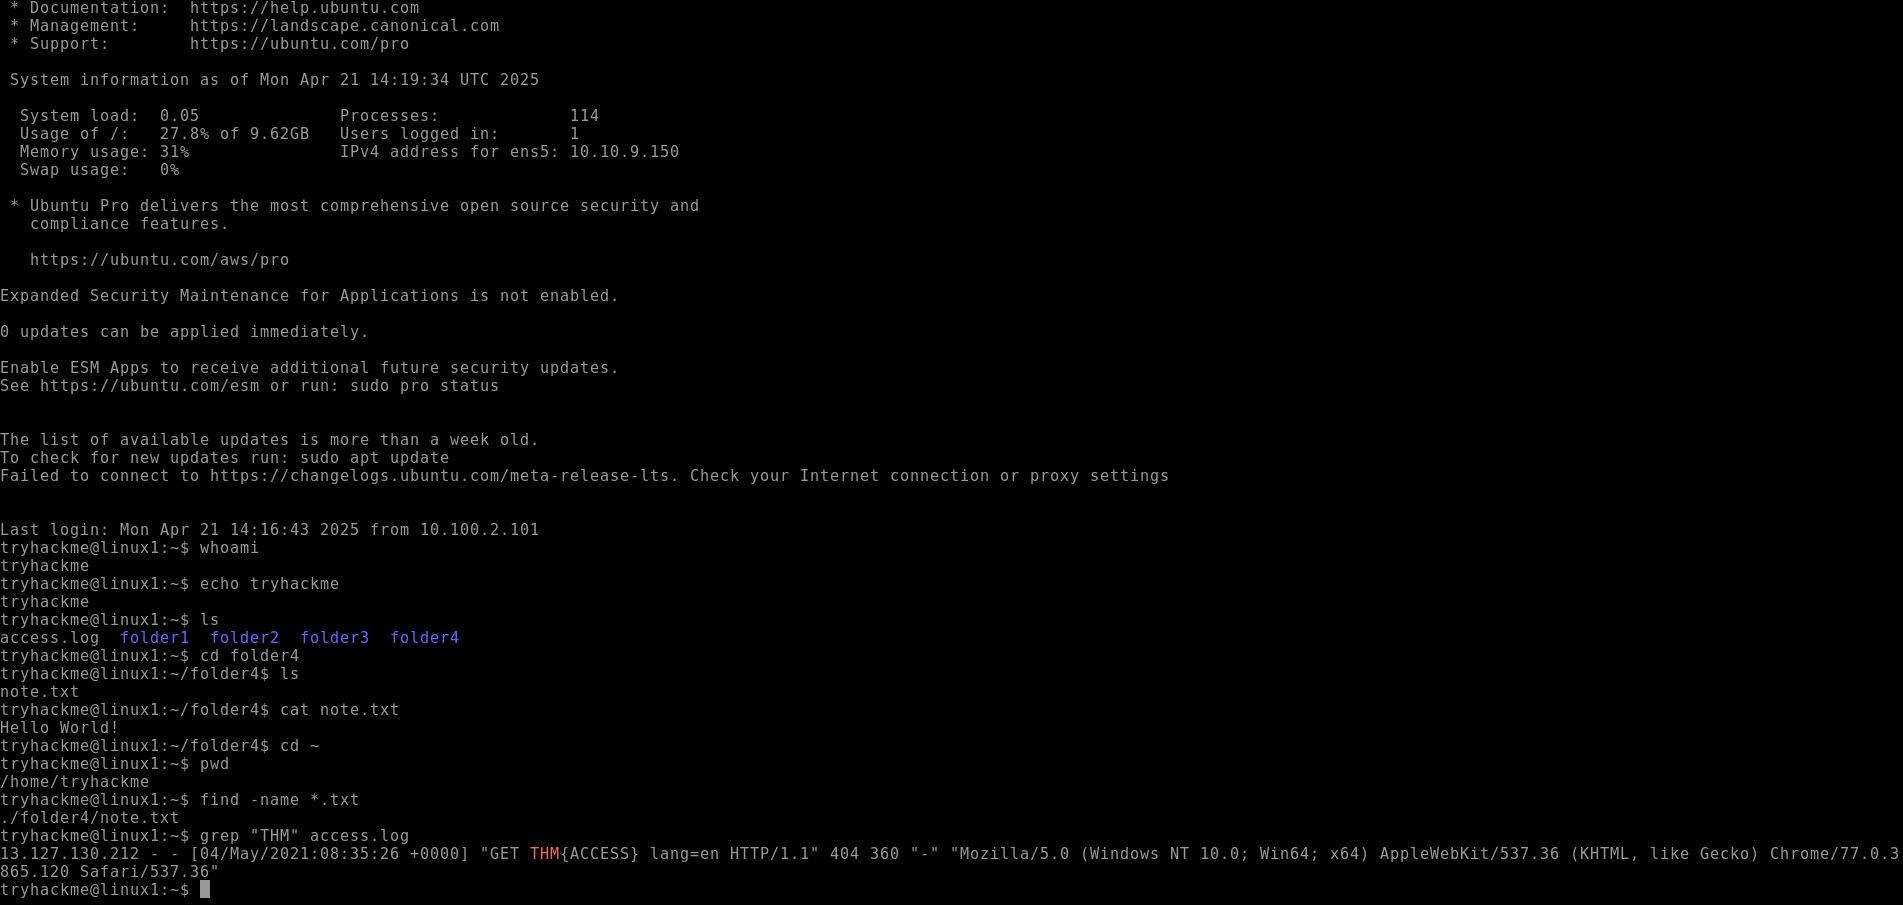 * Documentation:  https://help.ubuntu.com
 * Management:     https://landscape.canonical.com
 * Support:        https://ubuntu.com/pro

 System information as of Mon Apr 21 14:19:34 UTC 2025

  System load:  0.05              Processes:             114
  Usage of /:   27.8% of 9.62GB   Users logged in:       1
  Memory usage: 31%               IPv4 address for ens5: 10.10.9.150
  Swap usage:   0%

 * Ubuntu Pro delivers the most comprehensive open source security and
   compliance features.

   https://ubuntu.com/aws/pro

Expanded Security Maintenance for Applications is not enabled.

0 updates can be applied immediately.

Enable ESM Apps to receive additional future security updates.
See https://ubuntu.com/esm or run: sudo pro status


The list of available updates is more than a week old.
To check for new updates run: sudo apt update
Failed to connect to https://changelogs.ubuntu.com/meta-release-lts. Check your Internet connection or proxy settings


Last login: Mon Apr 21 14:16:43 2025 from 10.100.2.101
tryhackme@linux1:~$ whoami
tryhackme
tryhackme@linux1:~$ echo tryhackme
tryhackme
tryhackme@linux1:~$ ls
access.log  folder1  folder2  folder3  folder4
tryhackme@linux1:~$ cd folder4
tryhackme@linux1:~/folder4$ ls
note.txt
tryhackme@linux1:~/folder4$ cat note.txt
Hello World!
tryhackme@linux1:~/folder4$ cd ~
tryhackme@linux1:~$ pwd
/home/tryhackme
tryhackme@linux1:~$ find -name *.txt
./folder4/note.txt
tryhackme@linux1:~$ grep "THM" access.log
13.127.130.212 - - [04/May/2021:08:35:26 +0000] "GET THM{ACCESS} lang=en HTTP/1.1" 404 360 "-" "Mozilla/5.0 (Windows NT 10.0; Win64; x64) AppleWebKit/537.36 (KHTML, like Gecko) Chrome/77.0.3
865.120 Safari/537.36"
tryhackme@linux1:~$